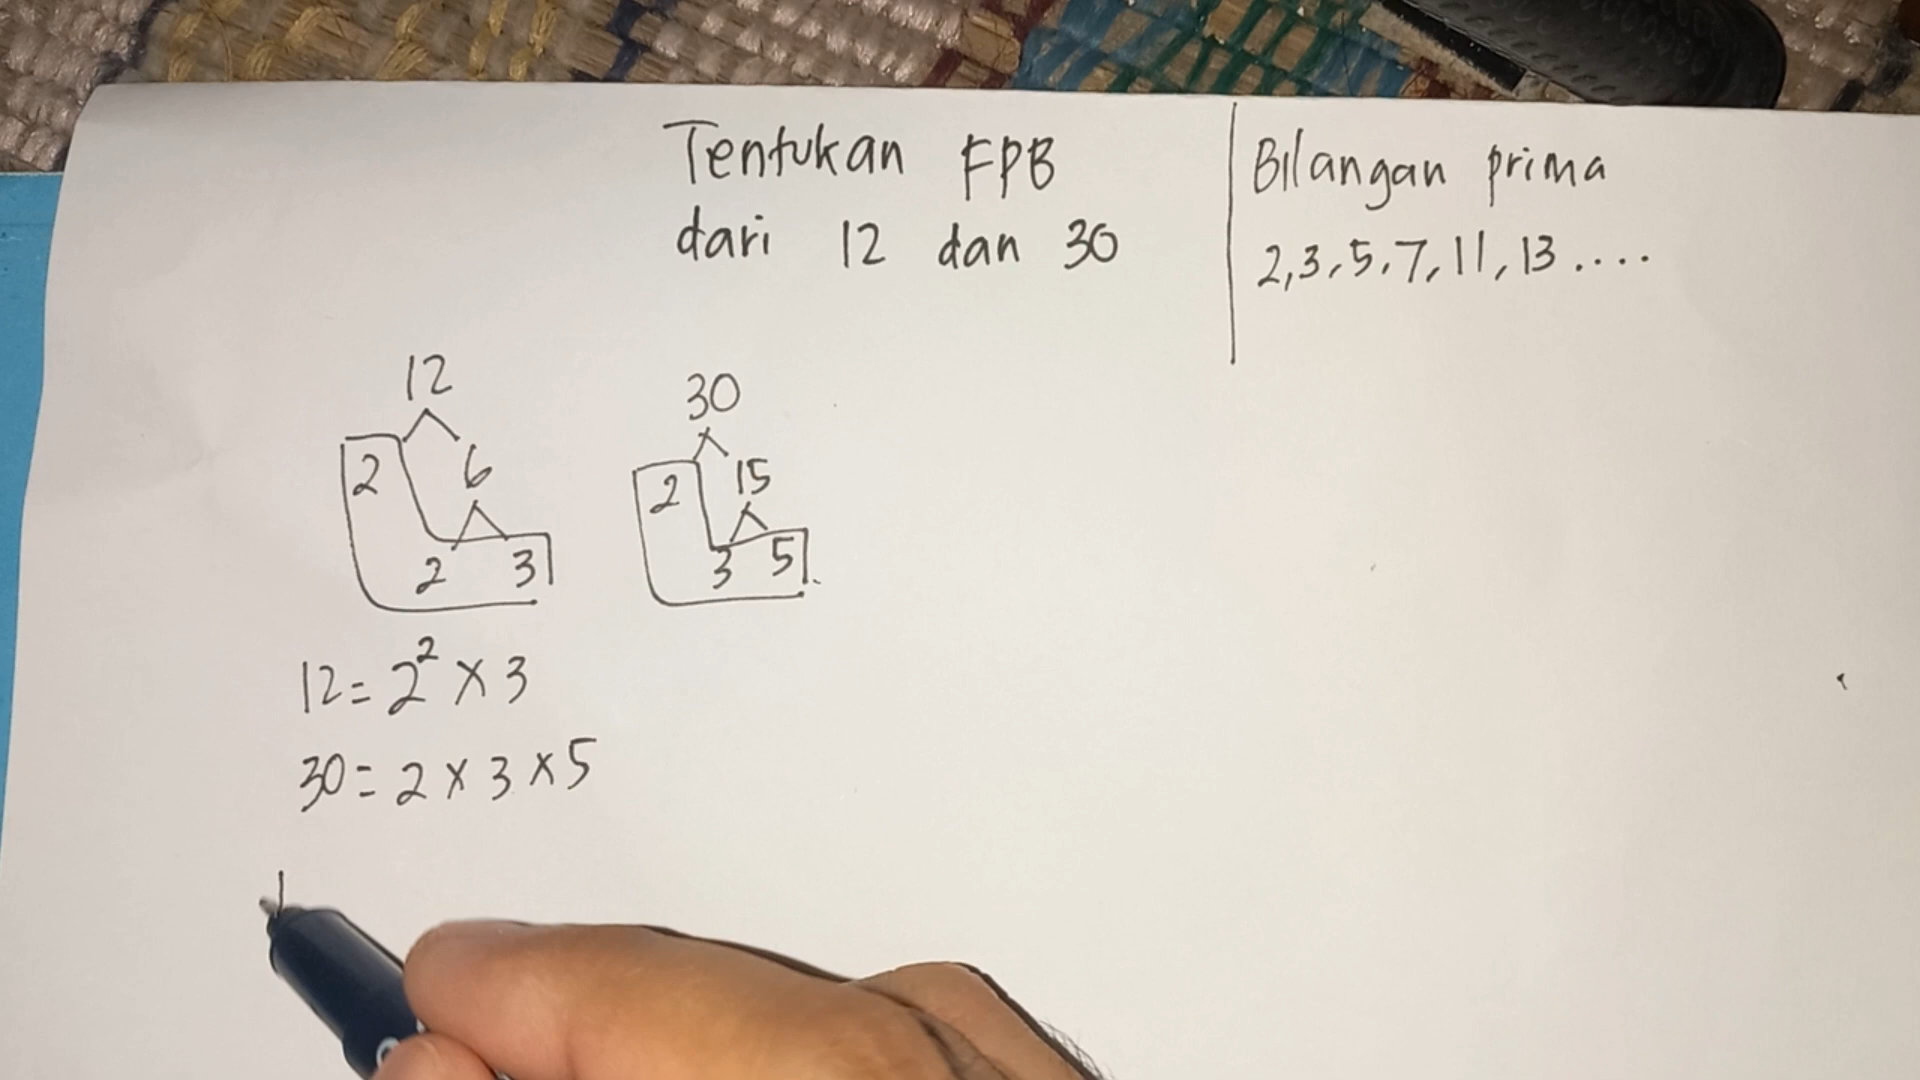 Tentukan FPB
dari 12 dan 30
Bilangan prima
2,3,5,7,11,13....
12
2 6
2 3
30
2 15
3 5
12=2² × 3
30= 2 × 3 × 5